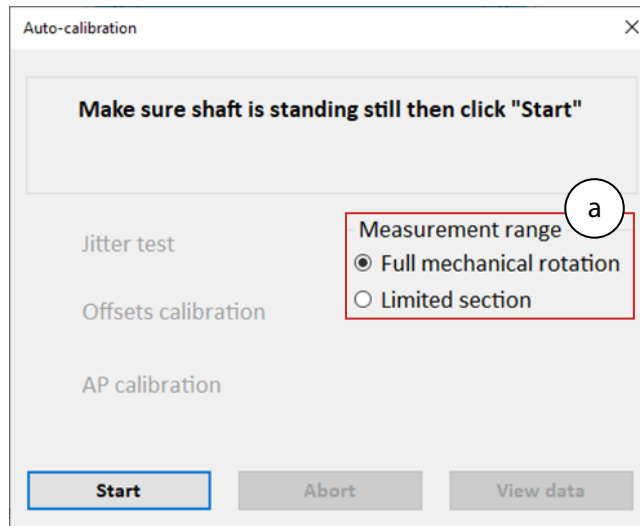 Auto-calibration
Make sure shaft is standing still then click "Start"
a
Jitter test
Measurement range
Full mechanical rotation
Limited section
Offsets calibration
AP calibration
Start
Abort
View data